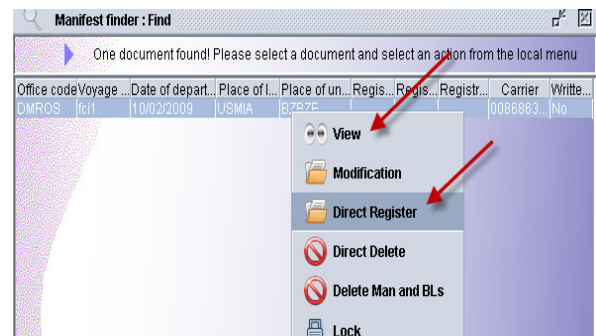 Manifest finder : Find
One document found! Please select a document and select an action from the local menu
Office code Voyage ... Date of depart... Place of l... Place of un... Regis... Regis... Registr... Carrier Writte...
DMROS fci1 10/02/2009 USMIA BZBZE 0086863... No
View
Modification
Direct Register
Direct Delete
Delete Man and BLs
Lock